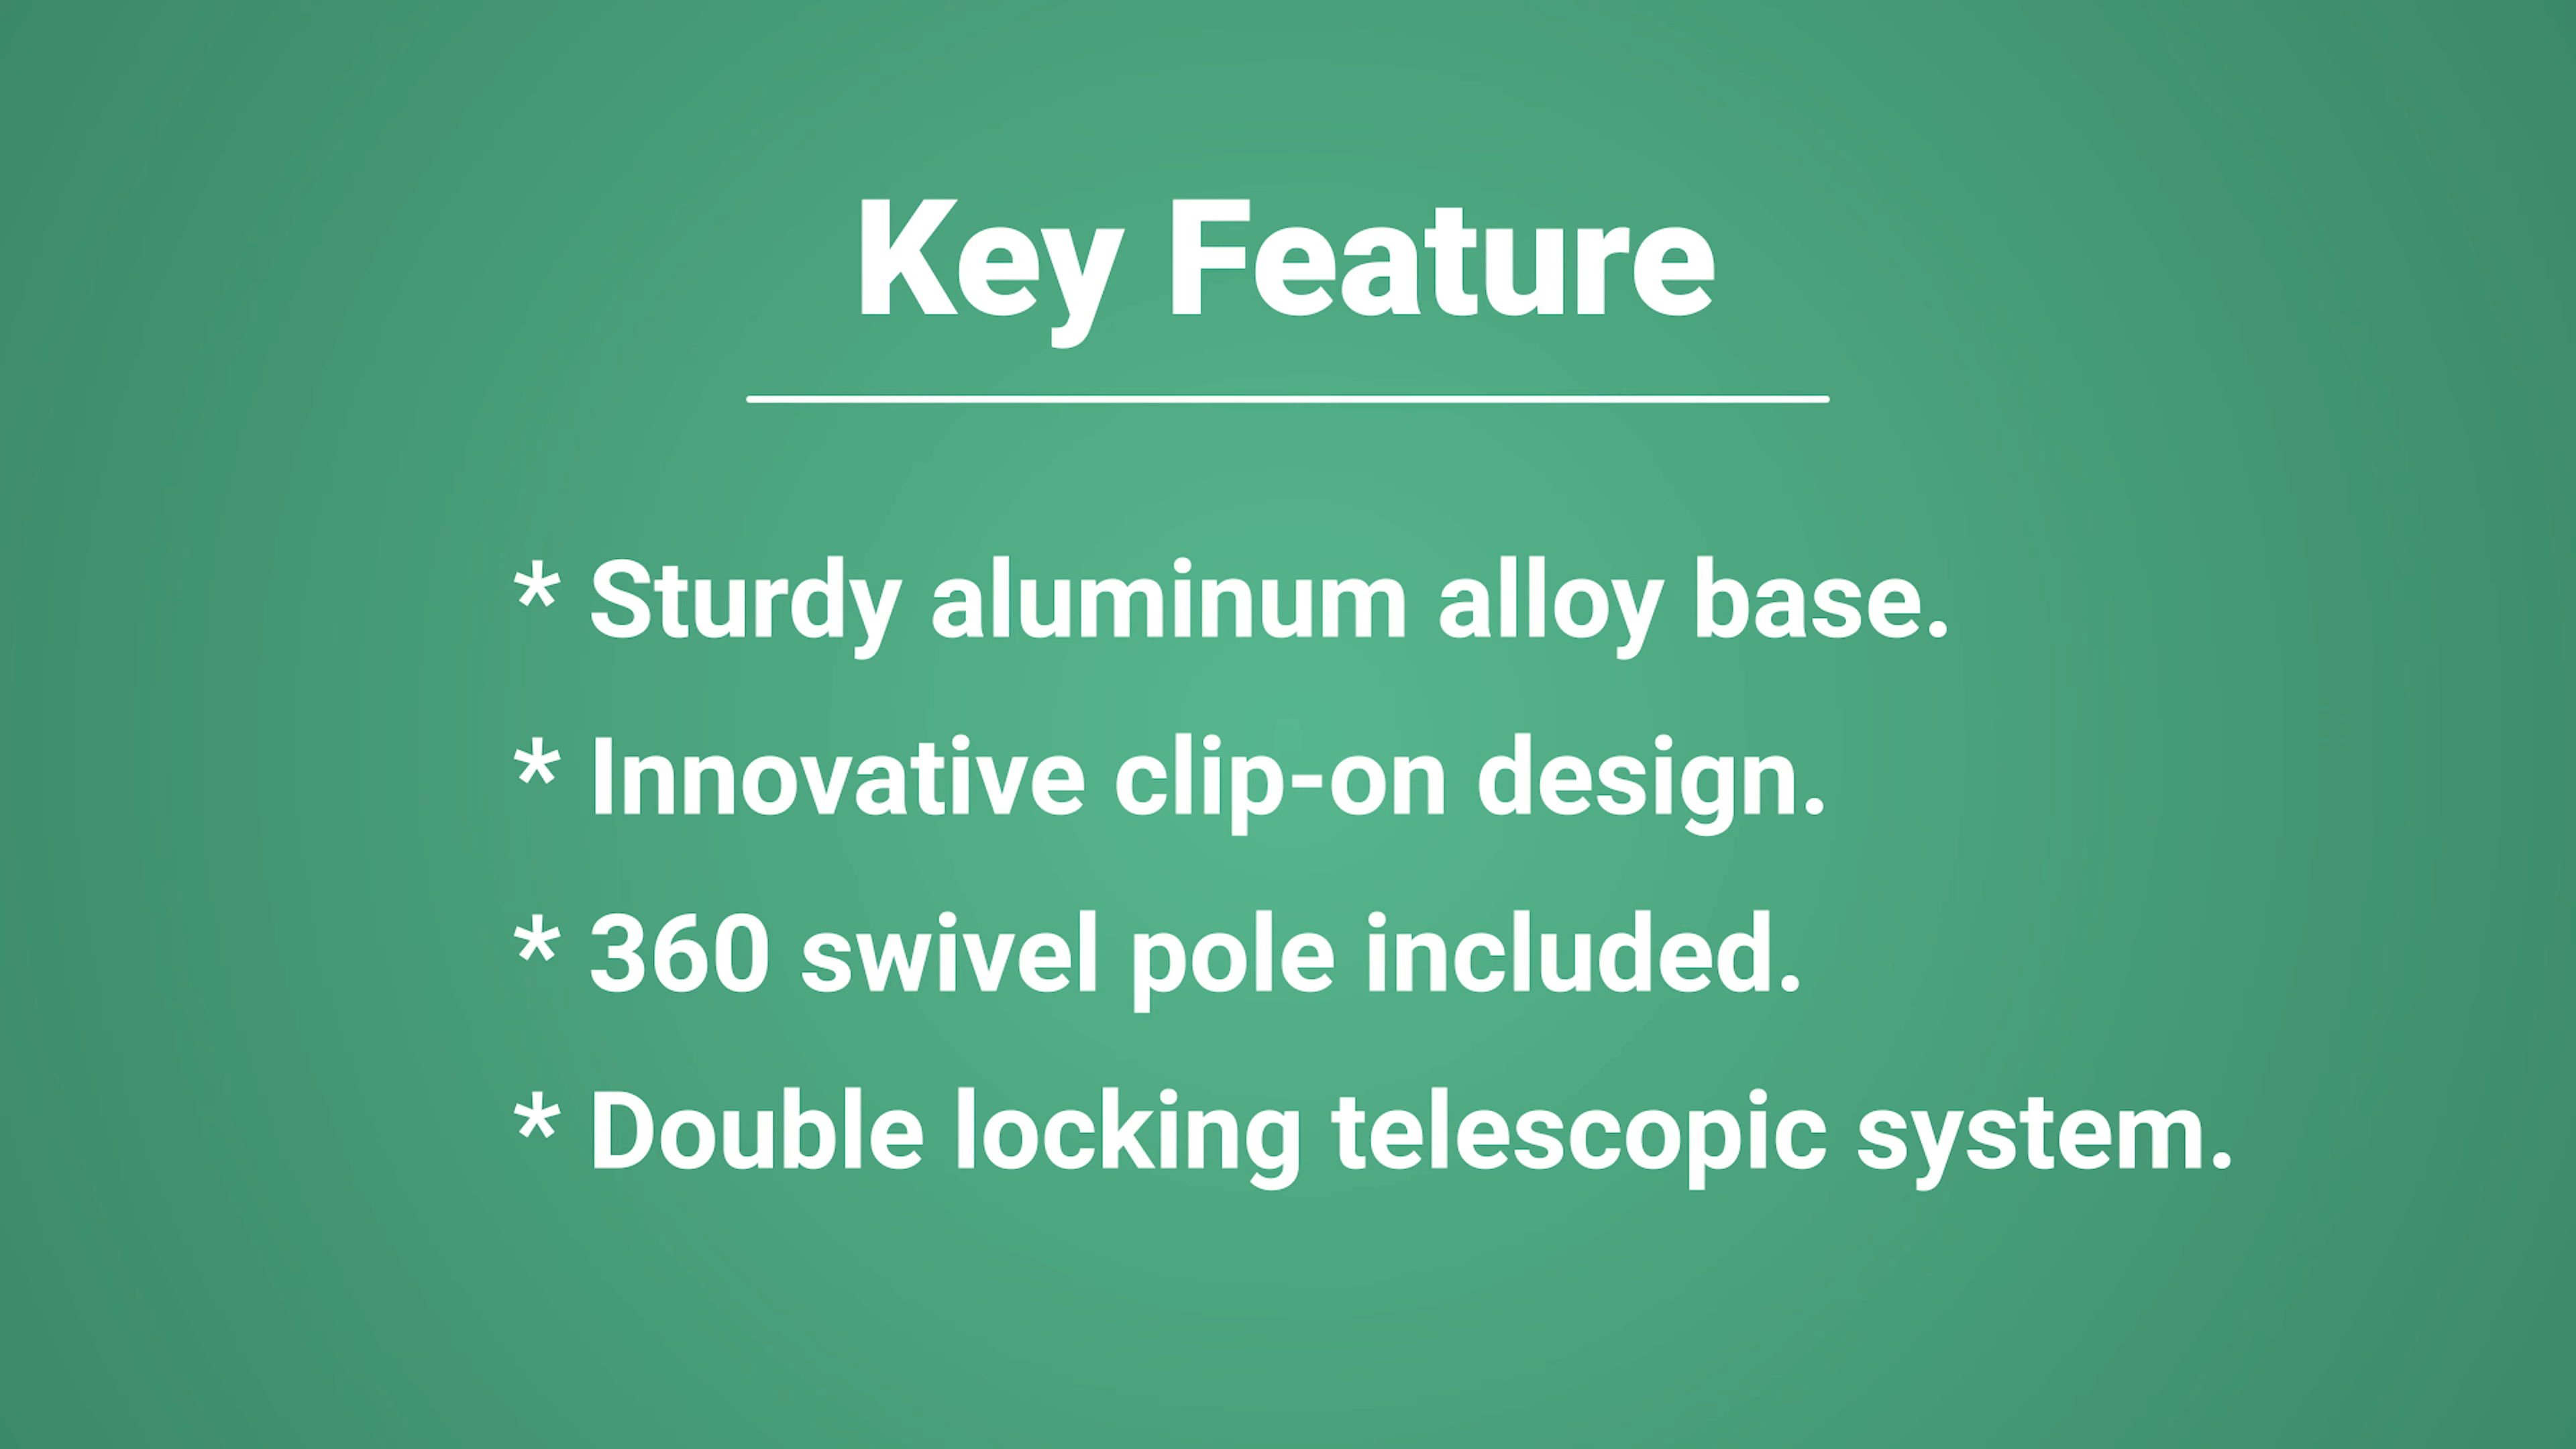 Key Feature
* Sturdy aluminum alloy base.
* Innovative clip-on design.
* 360 swivel pole included.
* Double locking telescopic system.